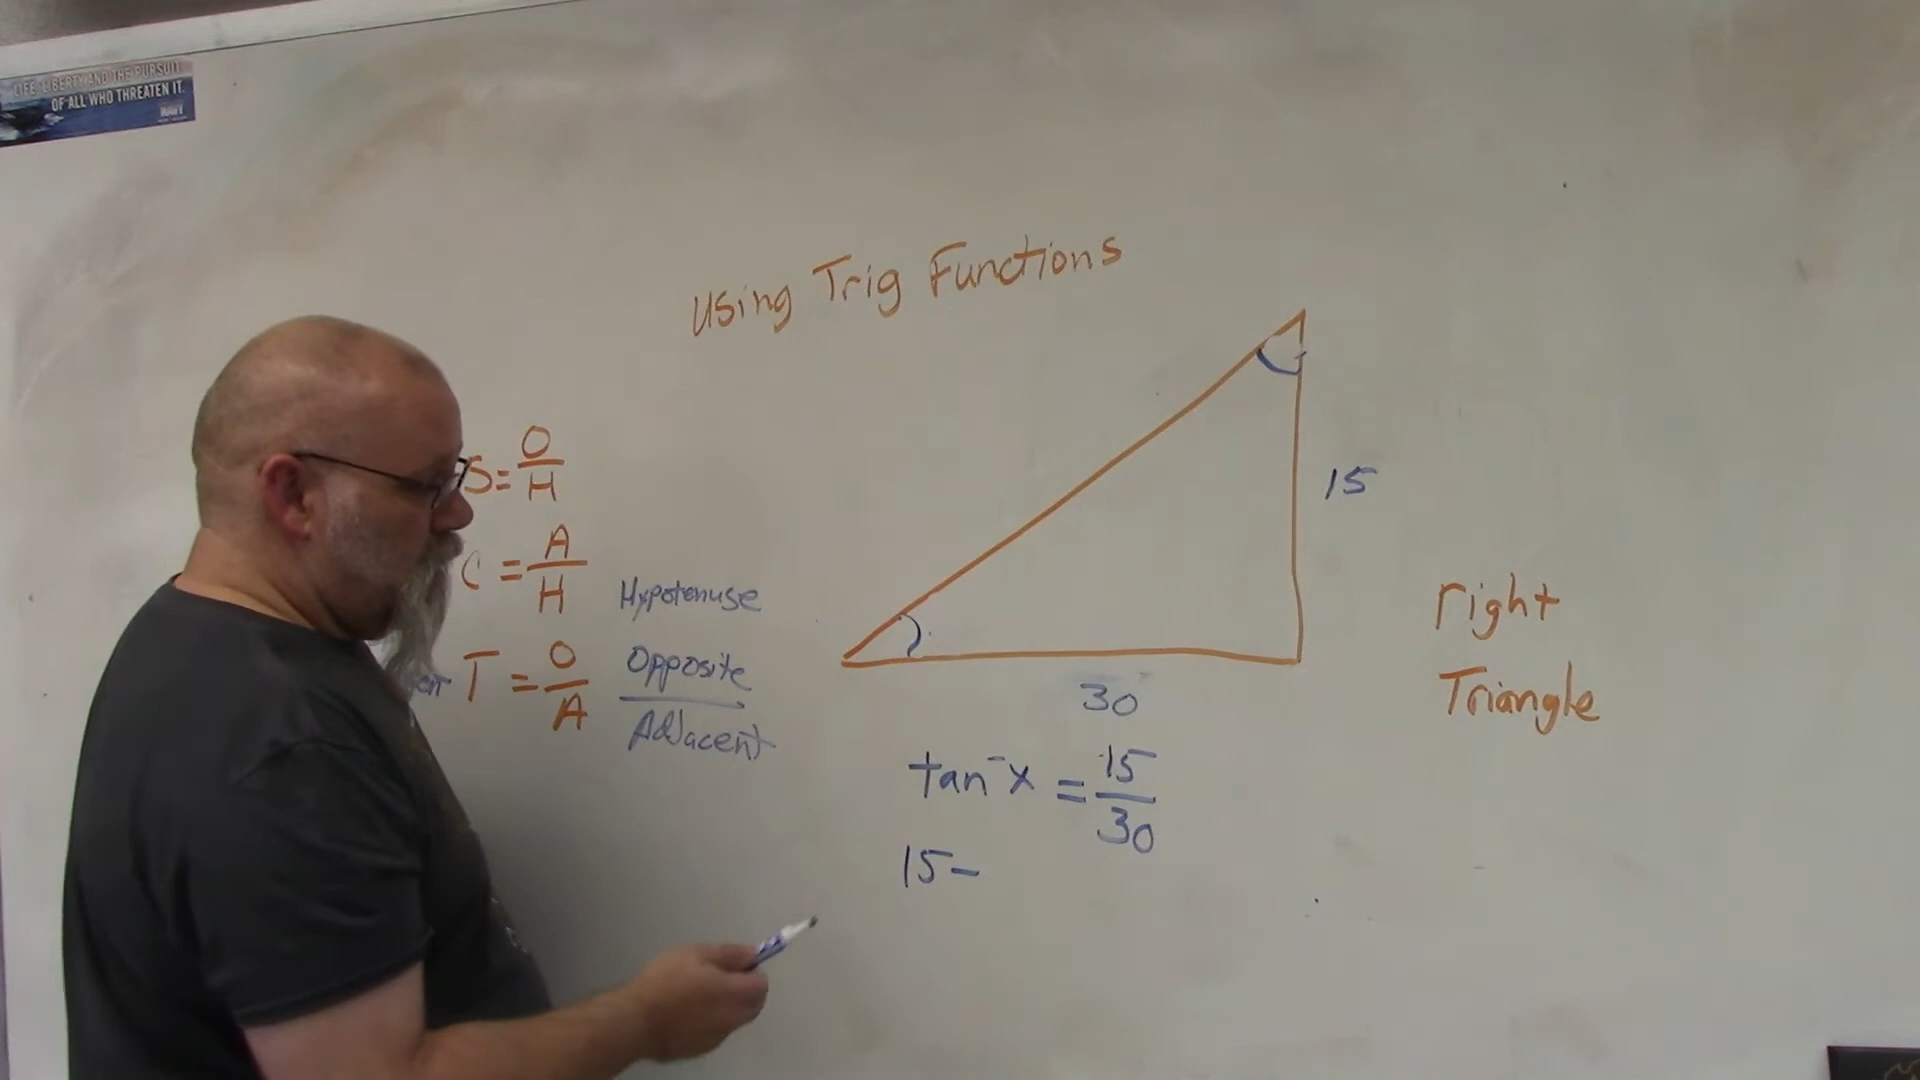 LIFE, LIBERTY AND THE PURSUIT
OF ALL WHO THREATEN IT.
NAVY
Using Trig Functions
S = O/H
C = A/H
T = O/A
Hypotenuse
Opposite
Adjacent
15
30
right
Triangle
tan⁻x = 15/30
15-